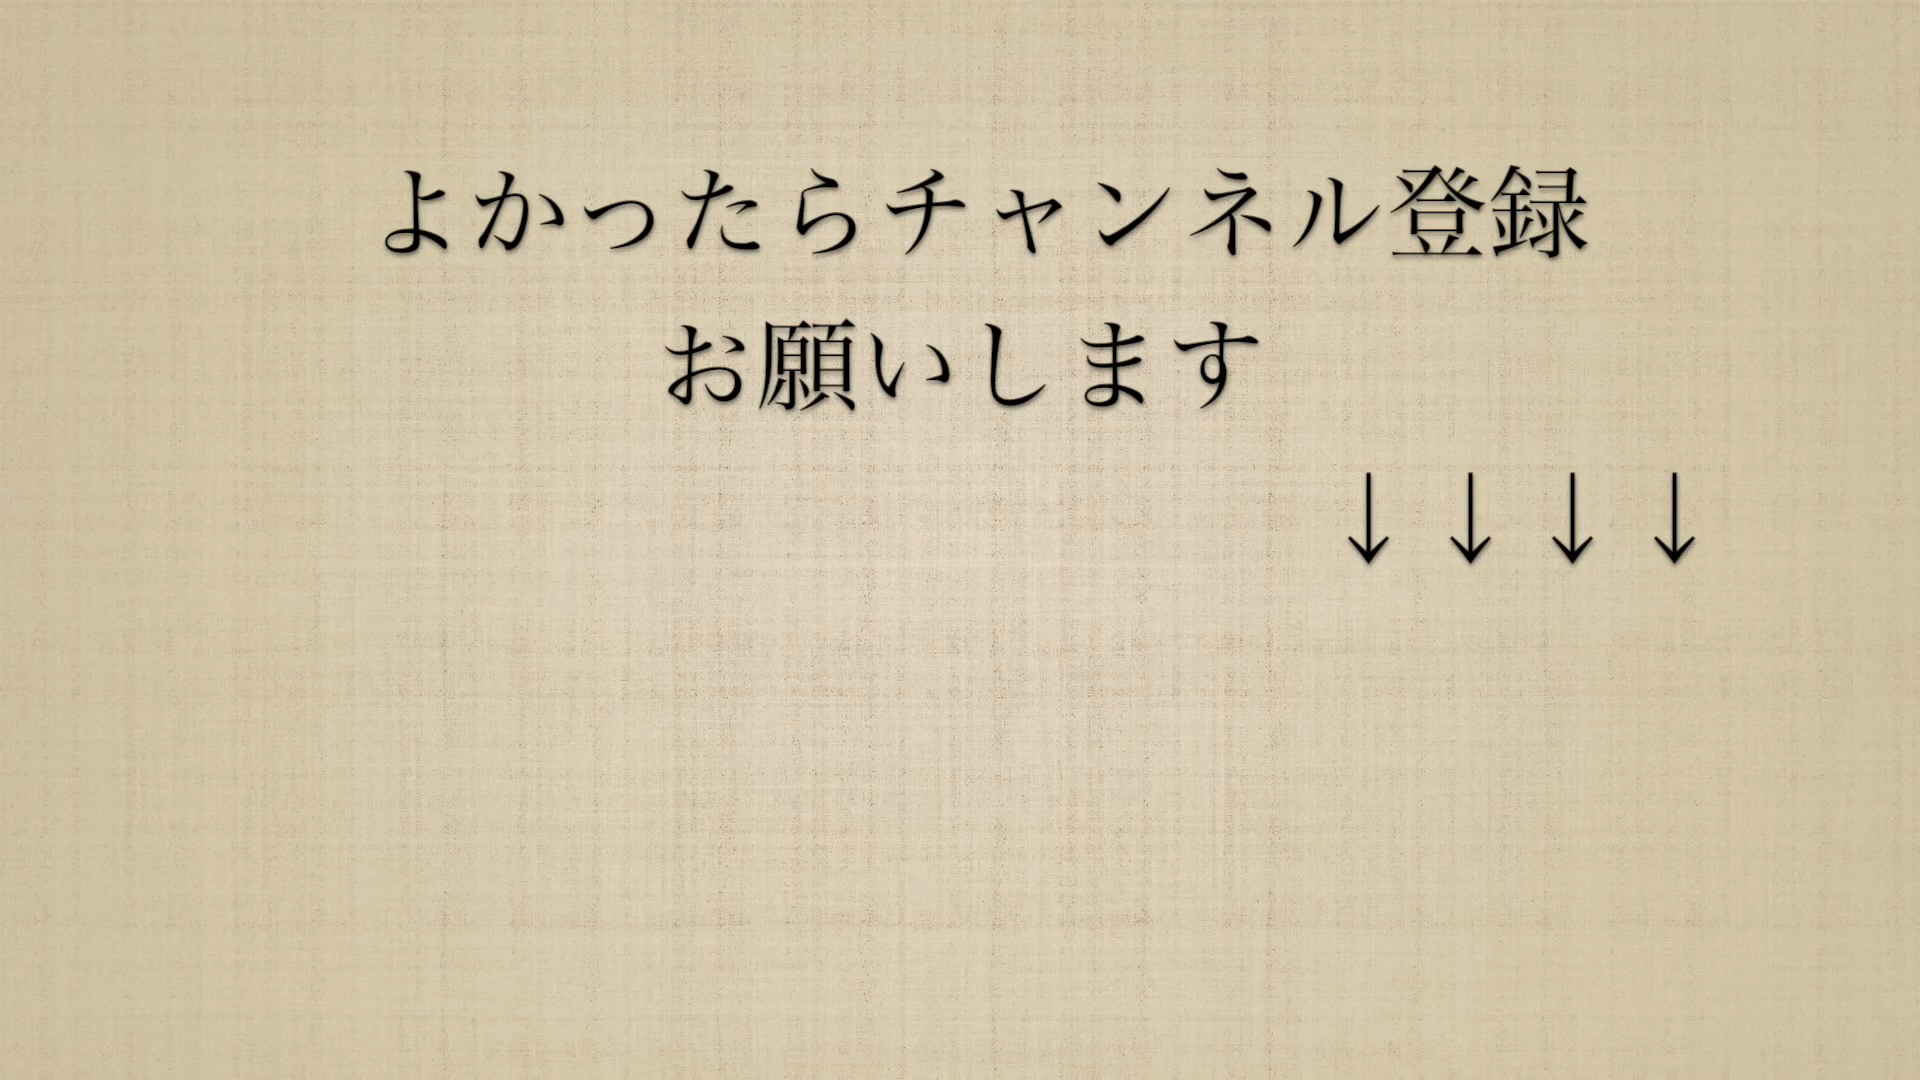 よかったらチャンネル登録
お願いします
↓ ↓ ↓ ↓